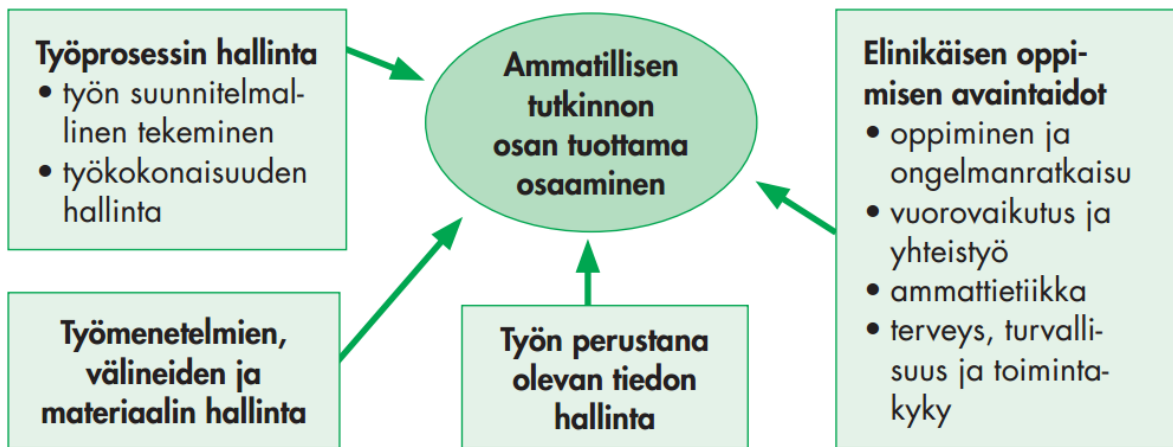 Työprosessin hallinta
• työn suunnitelmal-
linen tekeminen
• työkokonaisuuden
hallinta
Ammatillisen
tutkinnon
osan tuottama
osaaminen
Elinikäisen oppi-
misen avaintaidot
• oppiminen ja
ongelmanratkaisu
• vuorovaikutus ja
yhteistyö
• ammattietiikka
• terveys, turvalli-
suus ja toiminta-
kyky
Työmenetelmien,
välineiden ja
materiaalin hallinta
Työn perustana
olevan tiedon
hallinta